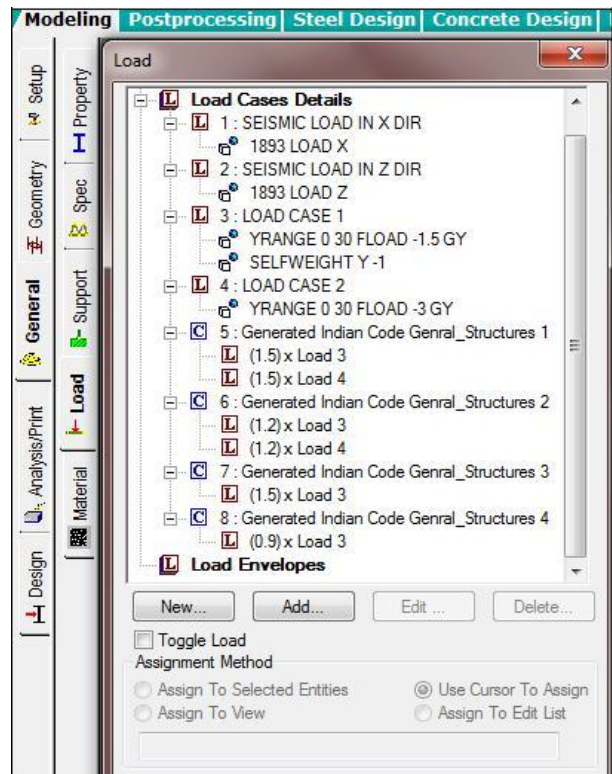 Modeling Postprocessing Steel Design Concrete Design
Setup
Geometry
General
Analysis/Print
Design
Property
Spec
Support
Load
Material
Load
Load Cases Details
L 1 : SEISMIC LOAD IN X DIR
1893 LOAD X
L 2 : SEISMIC LOAD IN Z DIR
1893 LOAD Z
L 3 : LOAD CASE 1
YRANGE 0 30 FLOAD -1.5 GY
SELFWEIGHT Y -1
L 4 : LOAD CASE 2
YRANGE 0 30 FLOAD -3 GY
C 5 : Generated Indian Code Genral_Structures 1
L (1.5) x Load 3
L (1.5) x Load 4
C 6 : Generated Indian Code Genral_Structures 2
L (1.2) x Load 3
L (1.2) x Load 4
C 7 : Generated Indian Code Genral_Structures 3
L (1.5) x Load 3
C 8 : Generated Indian Code Genral_Structures 4
L (0.9) x Load 3
L Load Envelopes
New... Add... Edit ... Delete...
Toggle Load
Assignment Method
Assign To Selected Entities Use Cursor To Assign
Assign To View Assign To Edit List